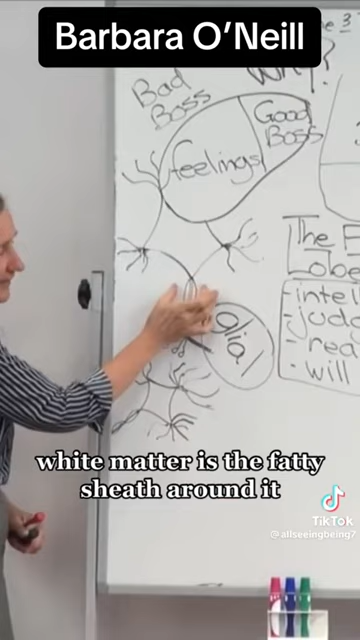 Barbara O'Neill
Why?
Bad
Boss
Good
Boss
Feelings
The F
Lobe
- intel
- judg
- rea
- will
glial
white matter is the fatty
sheath around it
TikTok
@allseeingbeing7